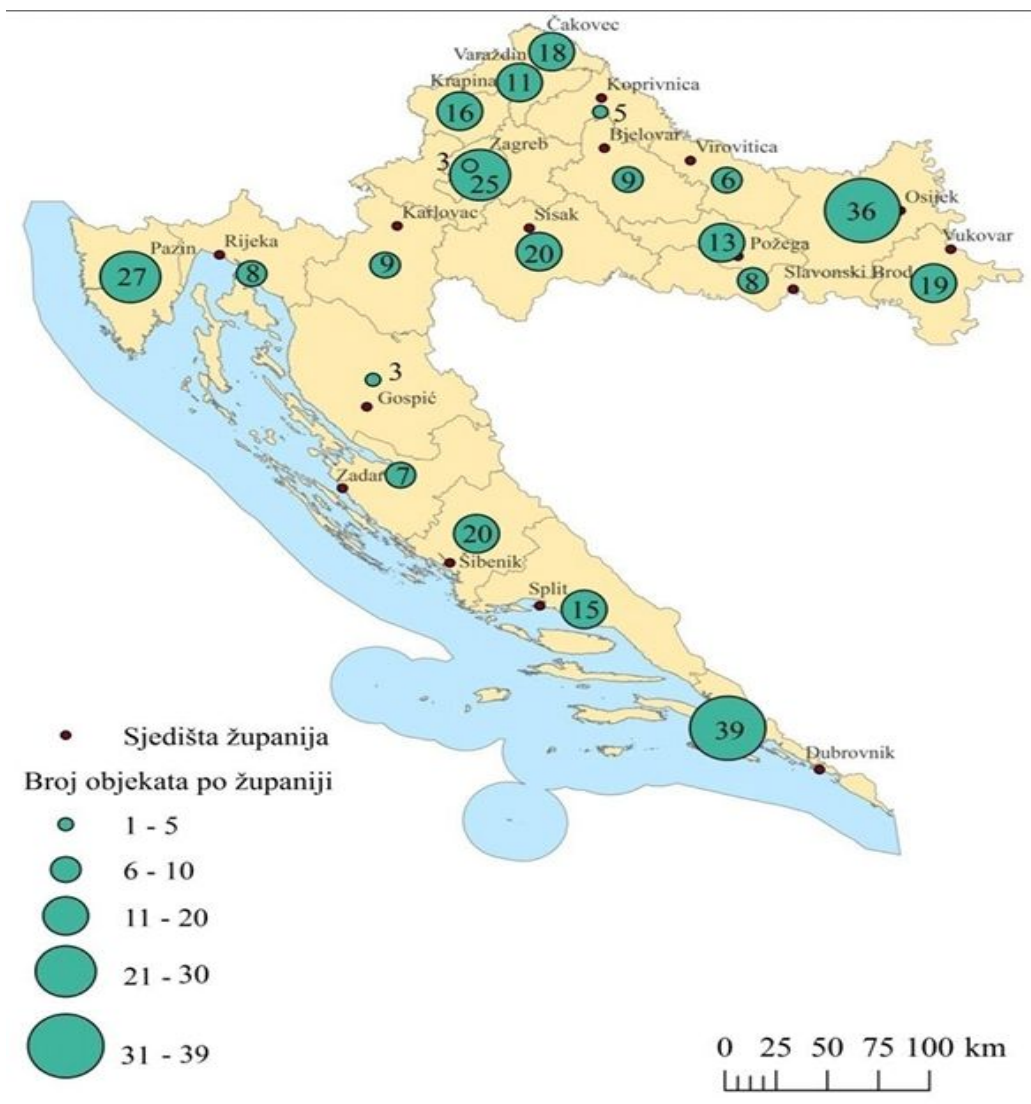 Čakovec
18
Varaždin
11
Krapina
16
Koprivnica
5
Zagreb
3
25
Bjelovar
9
Virovitica
6
36
Osijek
Karlovac
9
Sisak
20
13
Požega
Vukovar
8
Slavonski Brod
19
Pazin
27
Rijeka
8
3
Gospić
Zadar
7
20
Šibenik
Split
15
39
Dubrovnik
Sjedišta županija
Broj objekata po županiji
1 - 5
6 - 10
11 - 20
21 - 30
31 - 39
0 25 50 75 100 km